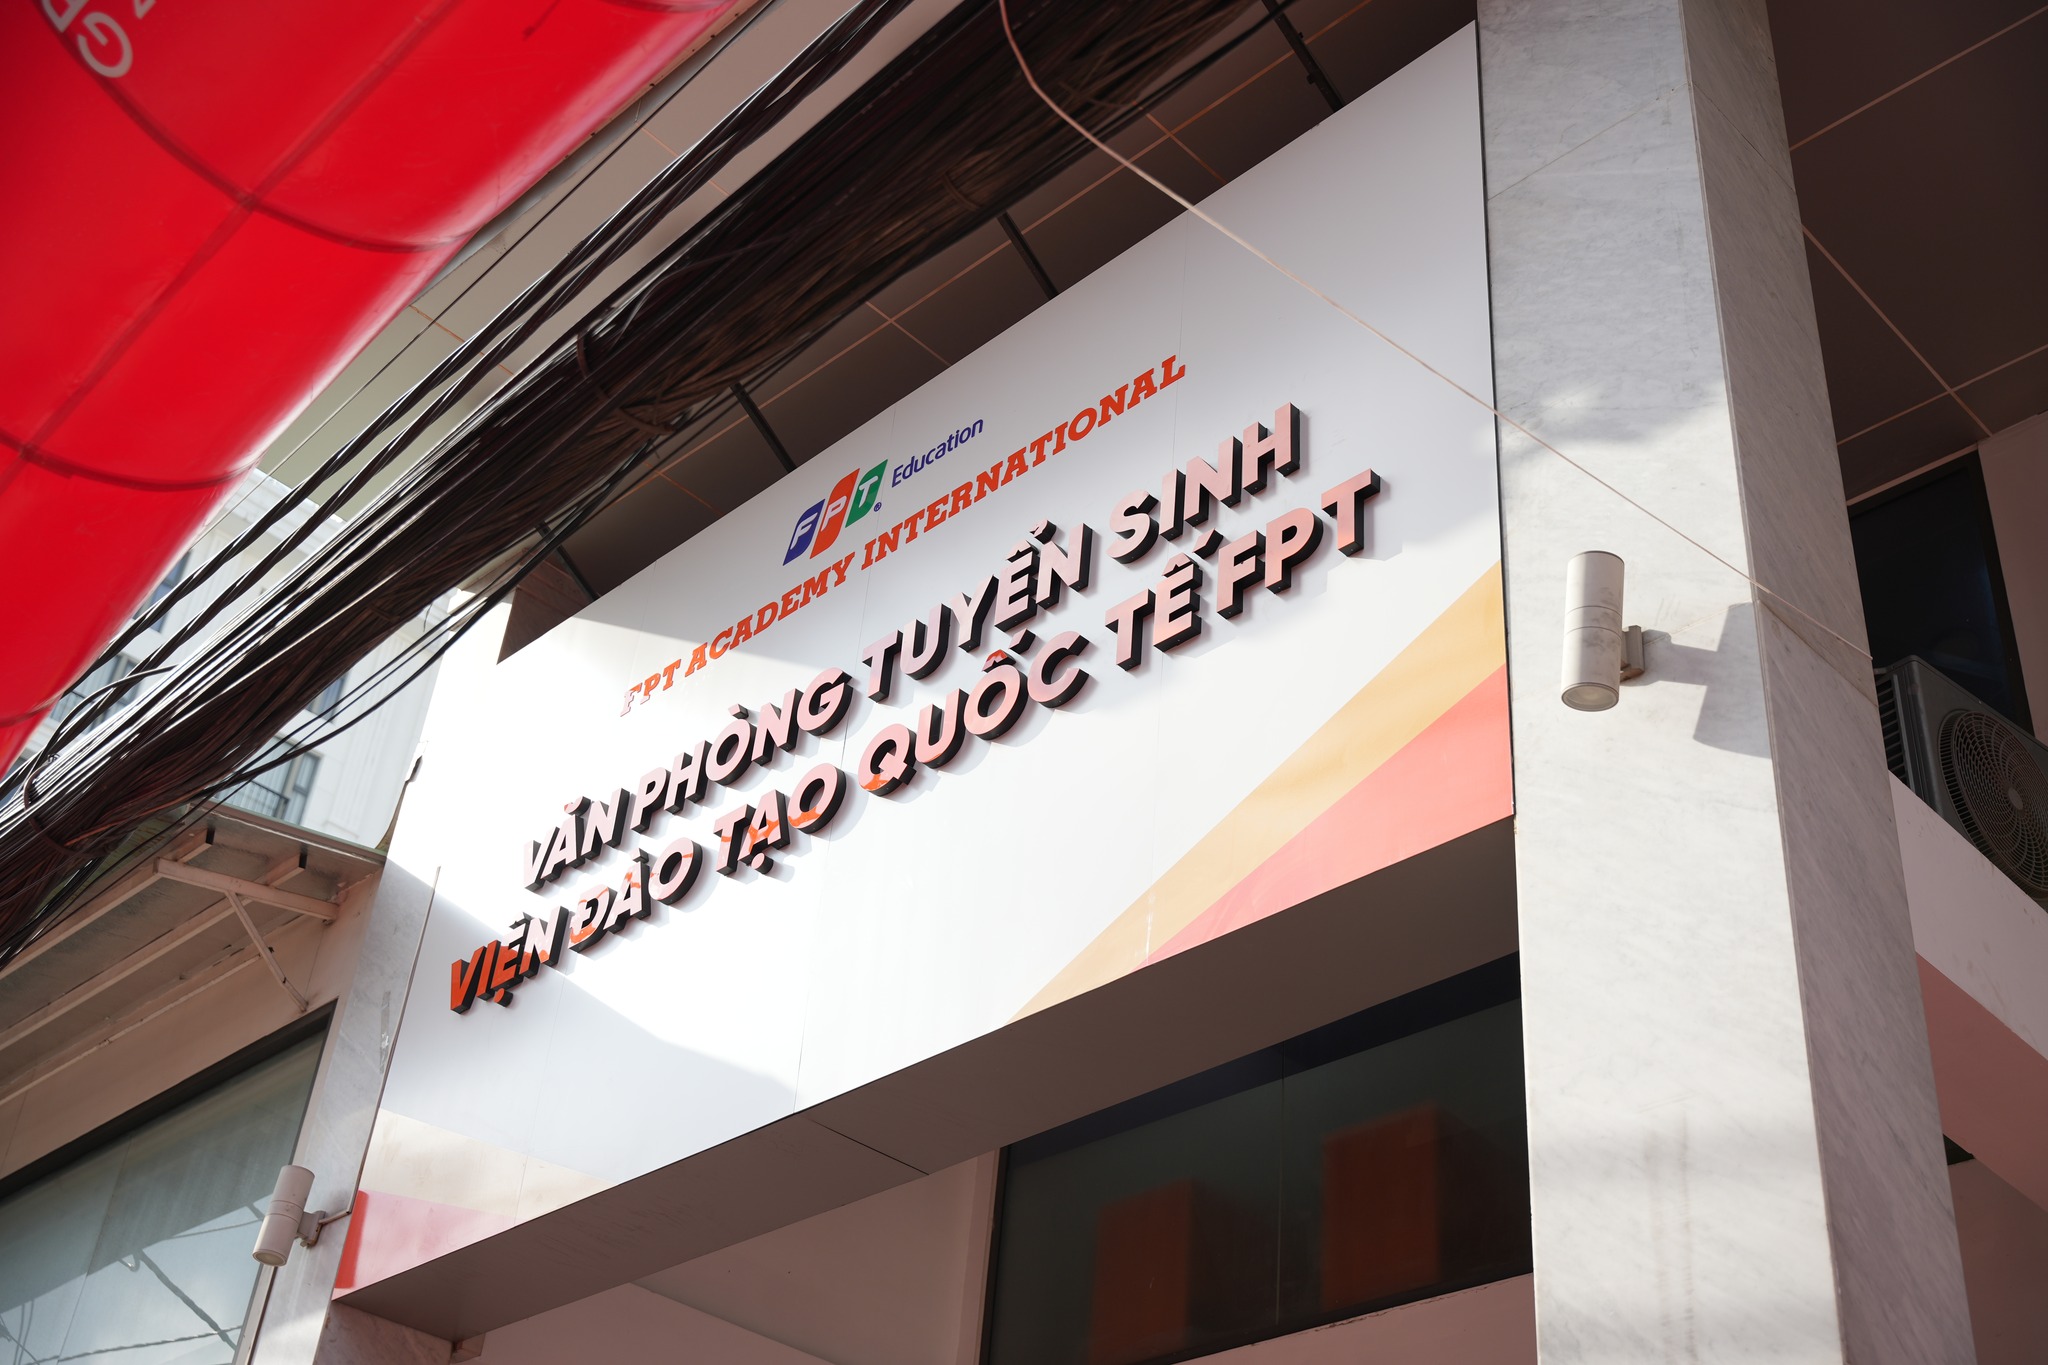 FPT® Education
FPT ACADEMY INTERNATIONAL
VĂN PHÒNG TUYỂN SINH
VIỆN ĐÀO TẠO QUỐC TẾ FPT